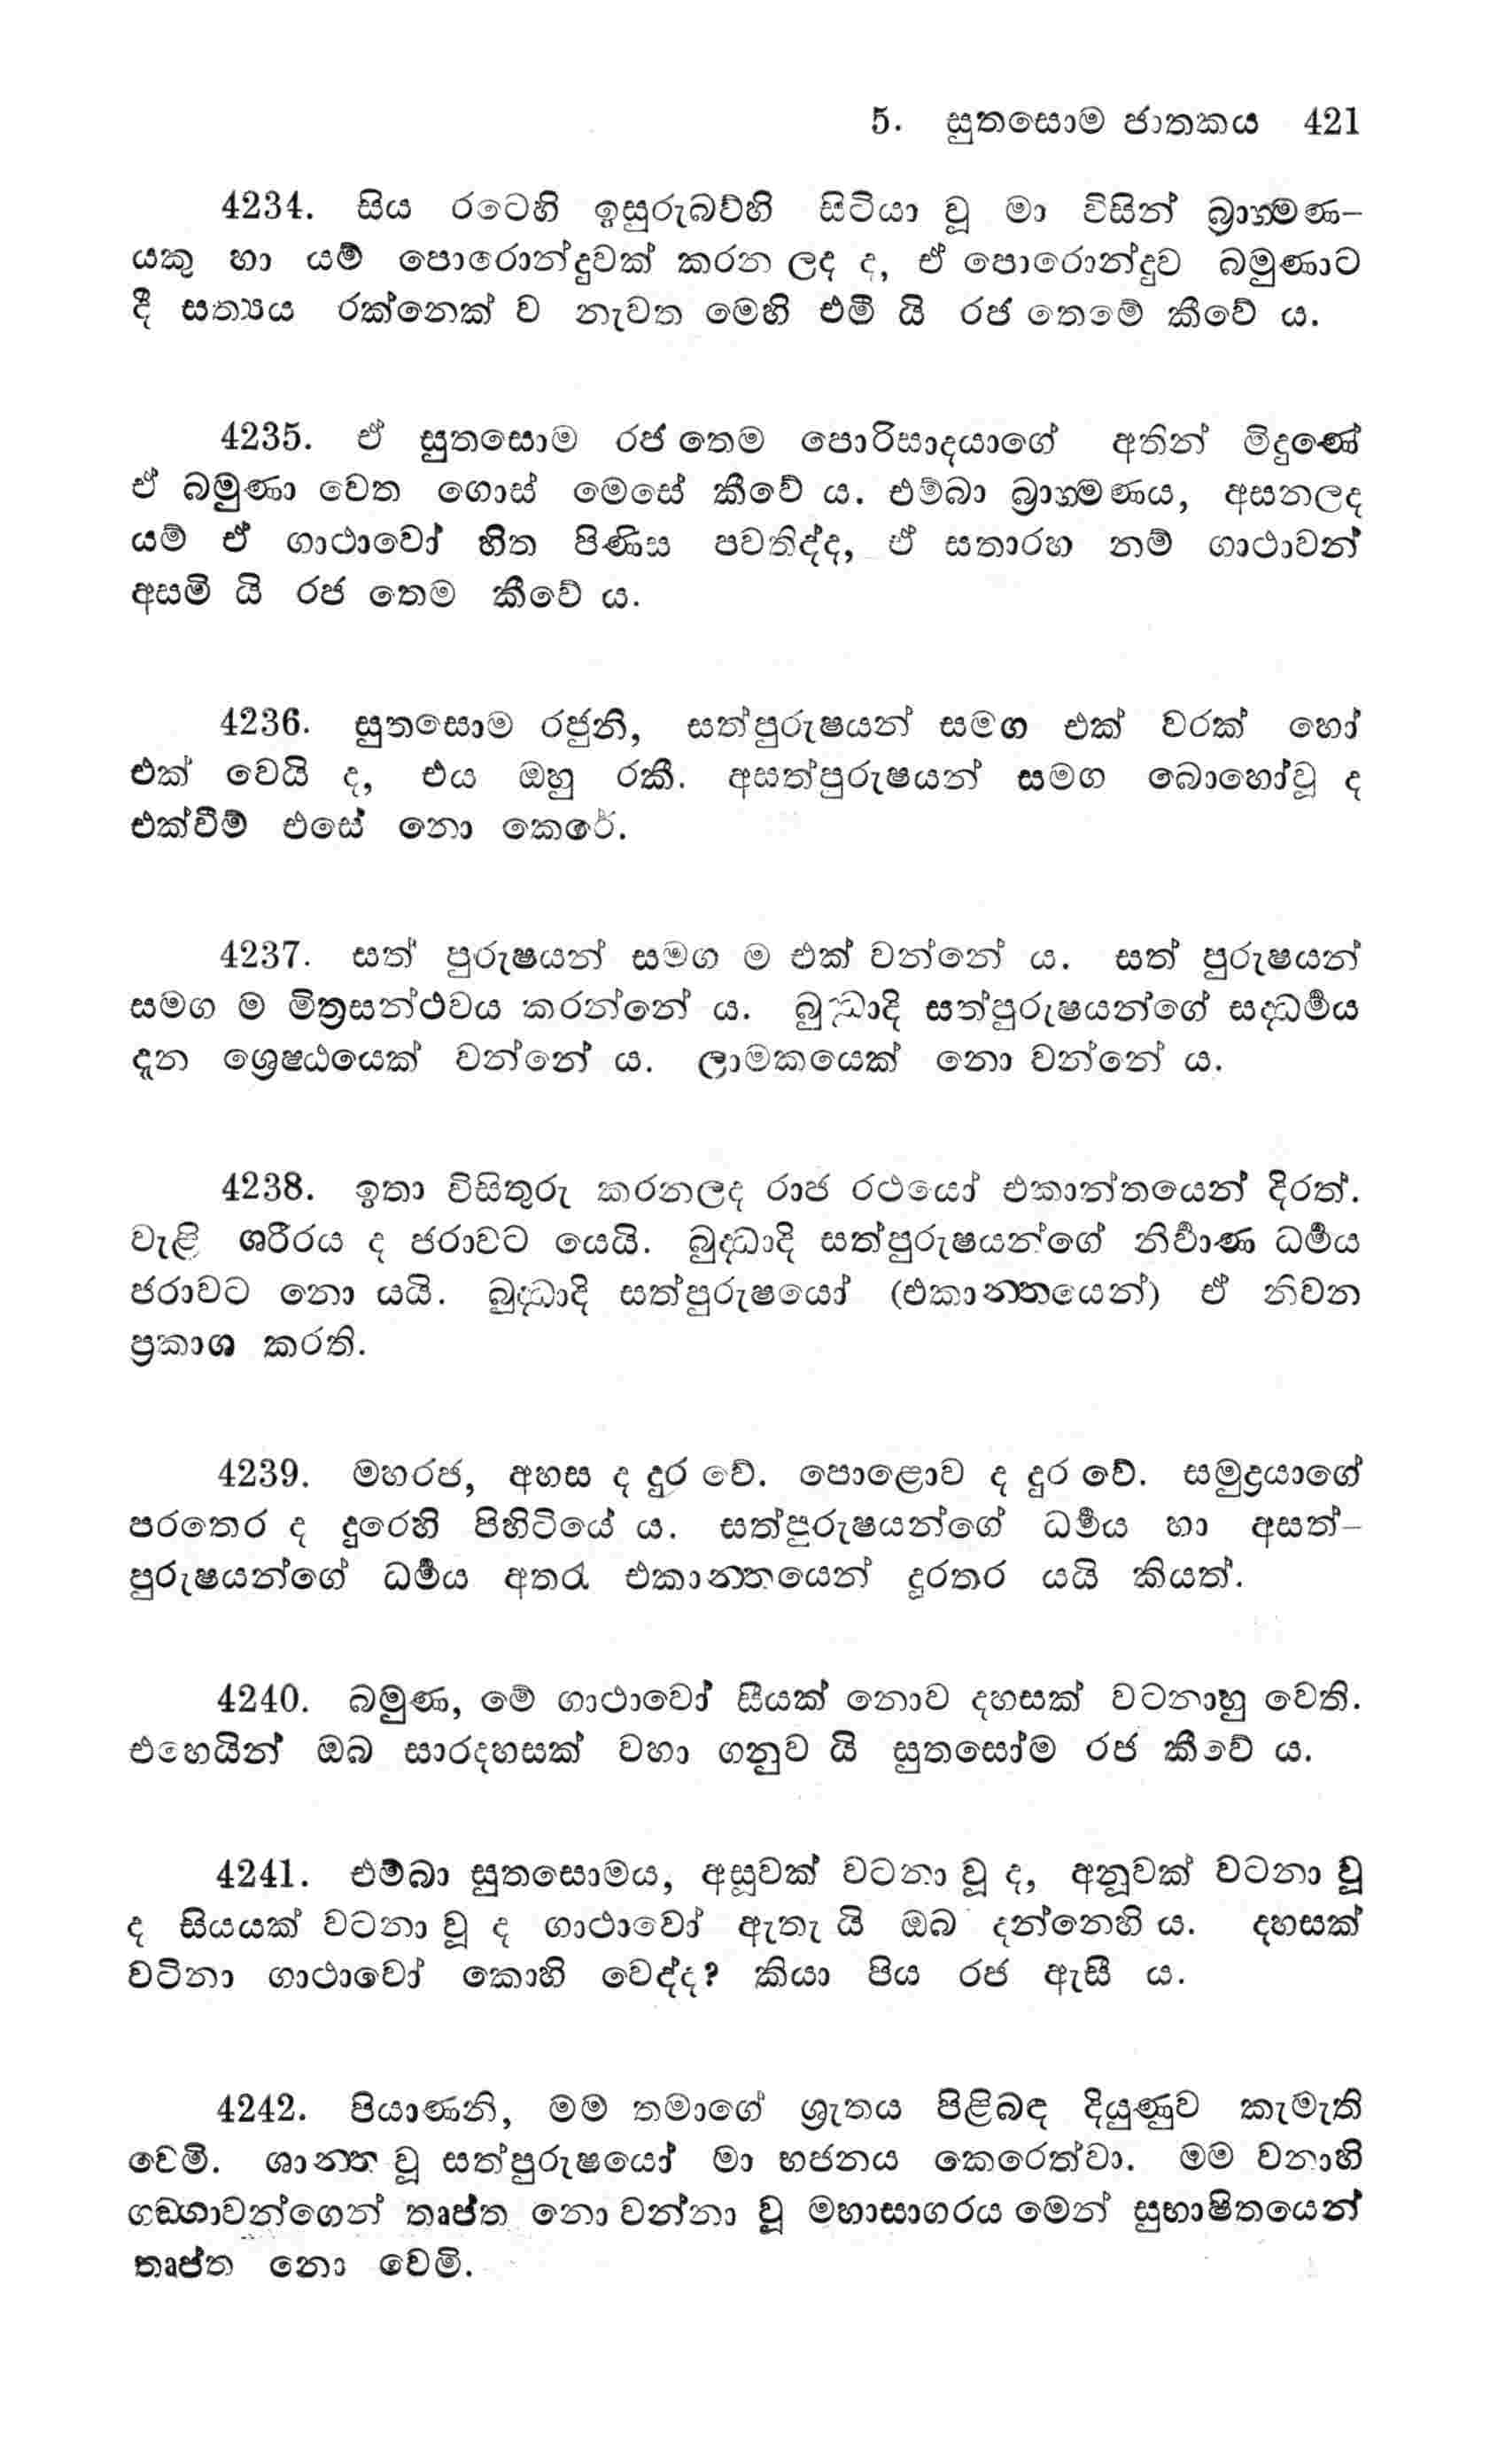 5. සුතසොම ජාතකය 421
4234. සිය රටෙහි ඉසුරුබව්හි සිටියා වූ මා විසින් බ්‍රාහ්මණ-
යකු හා යම් පොරොන්දුවක් කරන ලද ද, ඒ පොරොන්දුව බමුණාට
දී සත්‍යය රක්නෙක් ව නැවත මෙහි එමි යි රජ තෙමේ කීවේ ය.
4235. ඒ සුතසොම රජ තෙම පොරිසාදයාගේ අතින් මිදුණේ
ඒ බමුණා වෙත ගොස් මෙසේ කීවේ ය. එම්බා බ්‍රාහ්මණය, අසනලද
යම් ඒ ගාථාවෝ හිත පිණිස පවතිද්ද, ඒ සතාරහ නම් ගාථාවන්
අසමි යි රජ තෙම කීවේ ය.
4236. සුතසොම රජුනි, සත්පුරුෂයන් සමග එක් වරක් හෝ
එක් වෙයි ද, එය ඔහු රකී. අසත්පුරුෂයන් සමග බොහෝවූ ද
එක්වීම් එසේ නො කෙරේ.
4237. සත් පුරුෂයන් සමග ම එක් වන්නේ ය. සත් පුරුෂයන්
සමග ම මිත්‍රසන්ථවය කරන්නේ ය. බුද්‍ධාදි සත්පුරුෂයන්ගේ සද්‍ධර්‍මය
දැන ශ්‍රෙෂ්ඨයෙක් වන්නේ ය. ලාමකයෙක් නො වන්නේ ය.
4238. ඉතා විසිතුරු කරනලද රාජ රථයෝ එකාන්තයෙන් දිරත්.
වැළි ශරීරය ද ජරාවට යෙයි. බුද්‍ධාදි සත්පුරුෂයන්ගේ නිර්‍වාණ ධර්‍මය
ජරාවට නො යයි. බුද්‍ධාදි සත්පුරුෂයෝ (එකාන්‍තයෙන්) ඒ නිවන
ප්‍රකාශ කරති.
4239. මහරජ, අහස ද දුර වේ. පොළොව ද දුර වේ. සමුද්‍රයාගේ
පරතෙර ද දුරෙහි පිහිටියේ ය. සත්පුරුෂයන්ගේ ධර්‍මය හා අසත්-
පුරුෂයන්ගේ ධර්‍මය අතරැ එකාන්‍තයෙන් දූරතර යයි කියත්.
4240. බමුණ, මේ ගාථාවෝ සියක් නොව දහසක් වටනාහු වෙති.
එහෙයින් ඔබ සාරදහසක් වහා ගනුව යි සුතසෝම රජ කීවේ ය.
4241. එම්බා සුතසොමය, අසූවක් වටනා වූ ද, අනූවක් වටනා වූ
ද සියයක් වටනා වූ ද ගාථාවෝ ඇතැ යි ඔබ දන්නෙහි ය. දහසක්
වටිනා ගාථාවෝ කොහි වෙද්ද? කියා පිය රජ ඇසී ය.
4242. පියාණනි, මම තමාගේ ශ්‍රැතය පිළිබඳ දියුණුව කැමැති
වෙමි. ශාන්‍ත වූ සත්පුරුෂයෝ මා භජනය කෙරෙත්වා. මම වනාහි
ගඞ්ගාවන්ගෙන් තෘප්ත නො වන්නා වූ මහාසාගරය මෙන් සුභාෂිතයෙන්
තෘප්ත නො වෙමි.